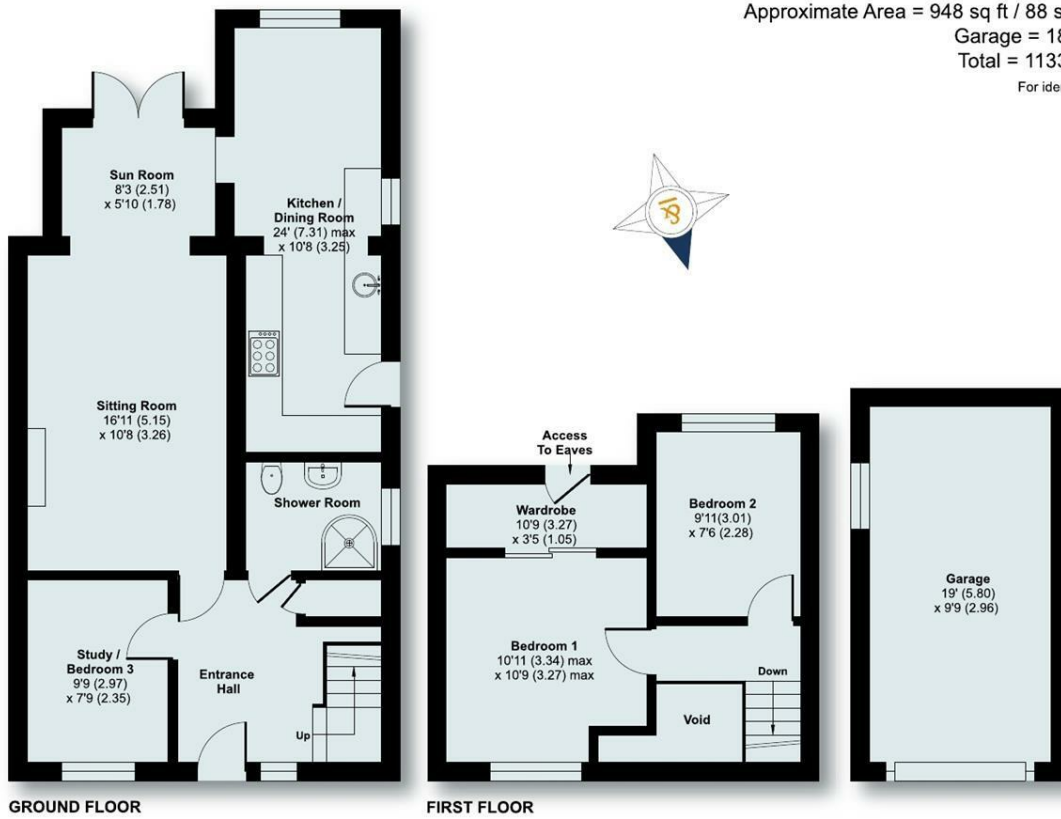 Approximate Area = 948 sq ft / 88 s
Garage = 18
Total = 1133
For iden
Sun Room
8'3 (2.51)
x 5'10 (1.78)
Kitchen /
Dining Room
24' (7.31) max
x 10'8 (3.25)
Sitting Room
16'11 (5.15)
x 10'8 (3.26)
Shower Room
Study /
Bedroom 3
9'9 (2.97)
x 7'9 (2.35)
Entrance
Hall
Up
Access
To Eaves
Wardrobe
10'9 (3.27)
x 3'5 (1.05)
Bedroom 2
9'11(3.01)
x 7'6 (2.28)
Bedroom 1
10'11 (3.34) max
x 10'9 (3.27) max
Down
Void
Garage
19' (5.80)
x 9'9 (2.96)
GROUND FLOOR
FIRST FLOOR